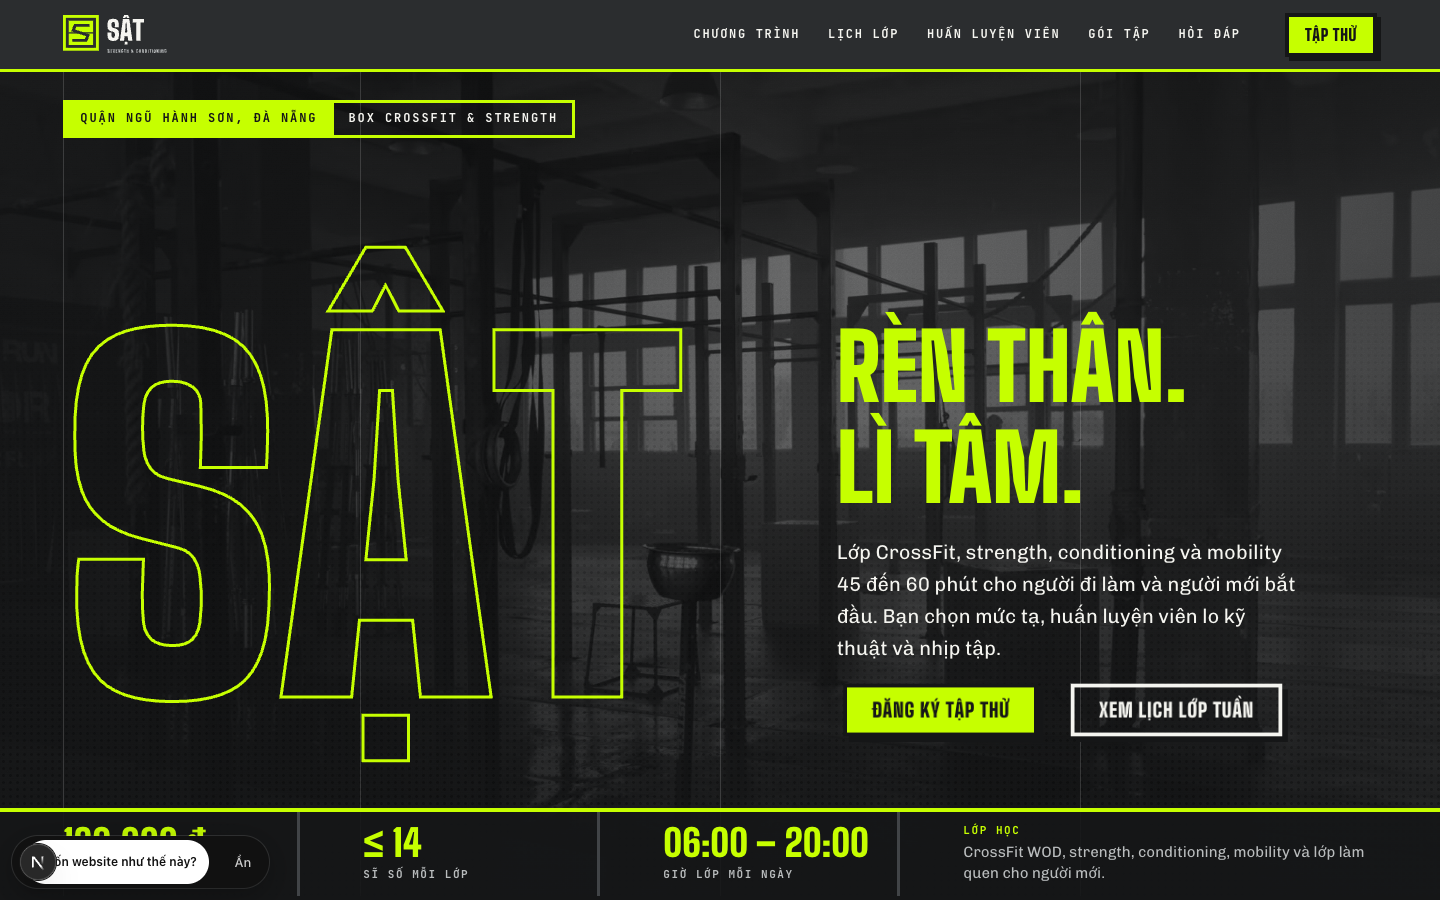 SẬT
STRENGTH & CONDITIONING
CHƯƠNG TRÌNH
LỊCH LỚP
HUẤN LUYỆN VIÊN
GÓI TẬP
HỎI ĐÁP
TẬP THỬ
QUẬN NGŨ HÀNH SƠN, ĐÀ NẴNG
BOX CROSSFIT & STRENGTH
SẬT
RÈN THÂN.
LÌ TÂM.
Lớp CrossFit, strength, conditioning và mobility
45 đến 60 phút cho người đi làm và người mới bắt
đầu. Bạn chọn mức tạ, huấn luyện viên lo kỹ
thuật và nhịp tập.
ĐĂNG KÝ TẬP THỬ
XEM LỊCH LỚP TUẦN
website như thế này?
Ẩn
≤ 14
SĨ SỐ MỖI LỚP
06:00 – 20:00
GIỜ LỚP MỖI NGÀY
LỚP HỌC
CrossFit WOD, strength, conditioning, mobility và lớp làm
quen cho người mới.